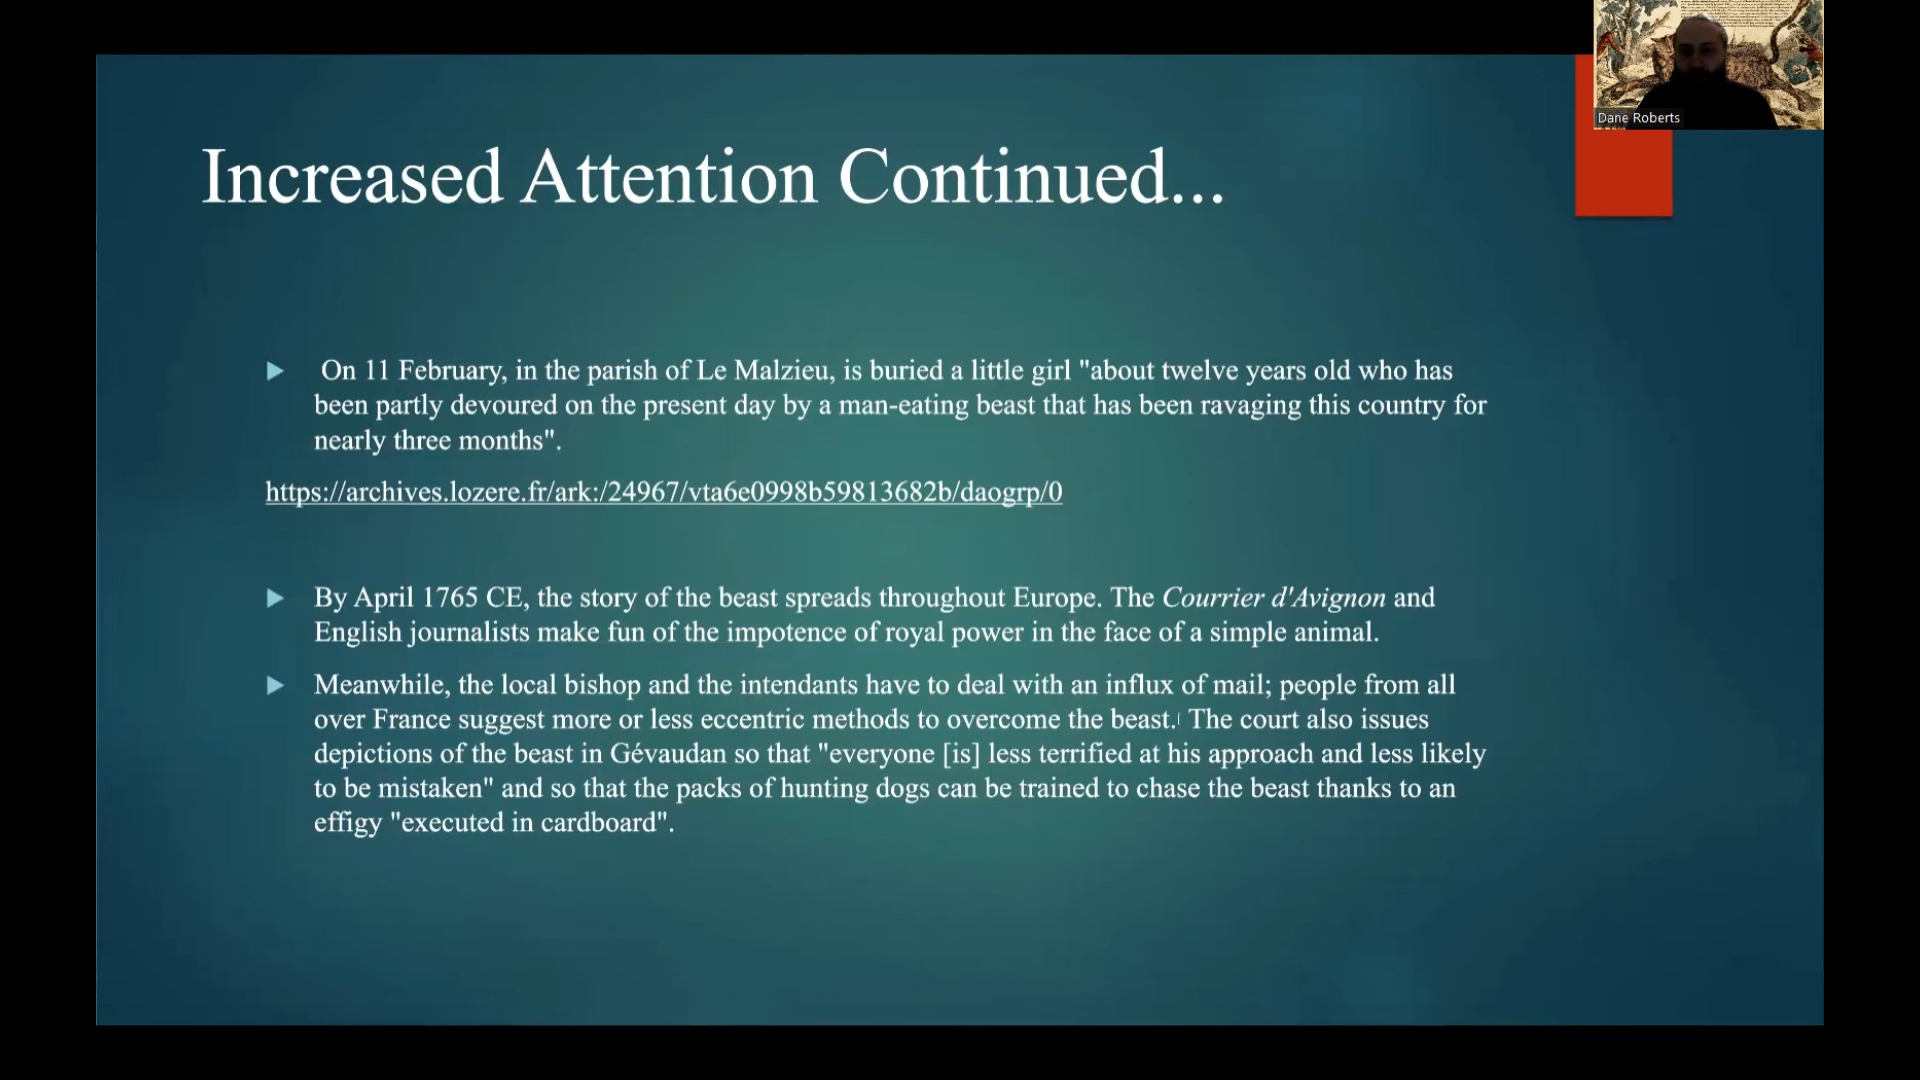 Dane Roberts
Increased Attention Continued...
On 11 February, in the parish of Le Malzieu, is buried a little girl "about twelve years old who has
been partly devoured on the present day by a man-eating beast that has been ravaging this country for
nearly three months".
https://archives.lozere.fr/ark:/24967/vta6e0998b59813682b/daogrp/0
By April 1765 CE, the story of the beast spreads throughout Europe. The Courrier d'Avignon and
English journalists make fun of the impotence of royal power in the face of a simple animal.
Meanwhile, the local bishop and the intendants have to deal with an influx of mail; people from all
over France suggest more or less eccentric methods to overcome the beast. The court also issues
depictions of the beast in Gévaudan so that "everyone [is] less terrified at his approach and less likely
to be mistaken" and so that the packs of hunting dogs can be trained to chase the beast thanks to an
effigy "executed in cardboard".